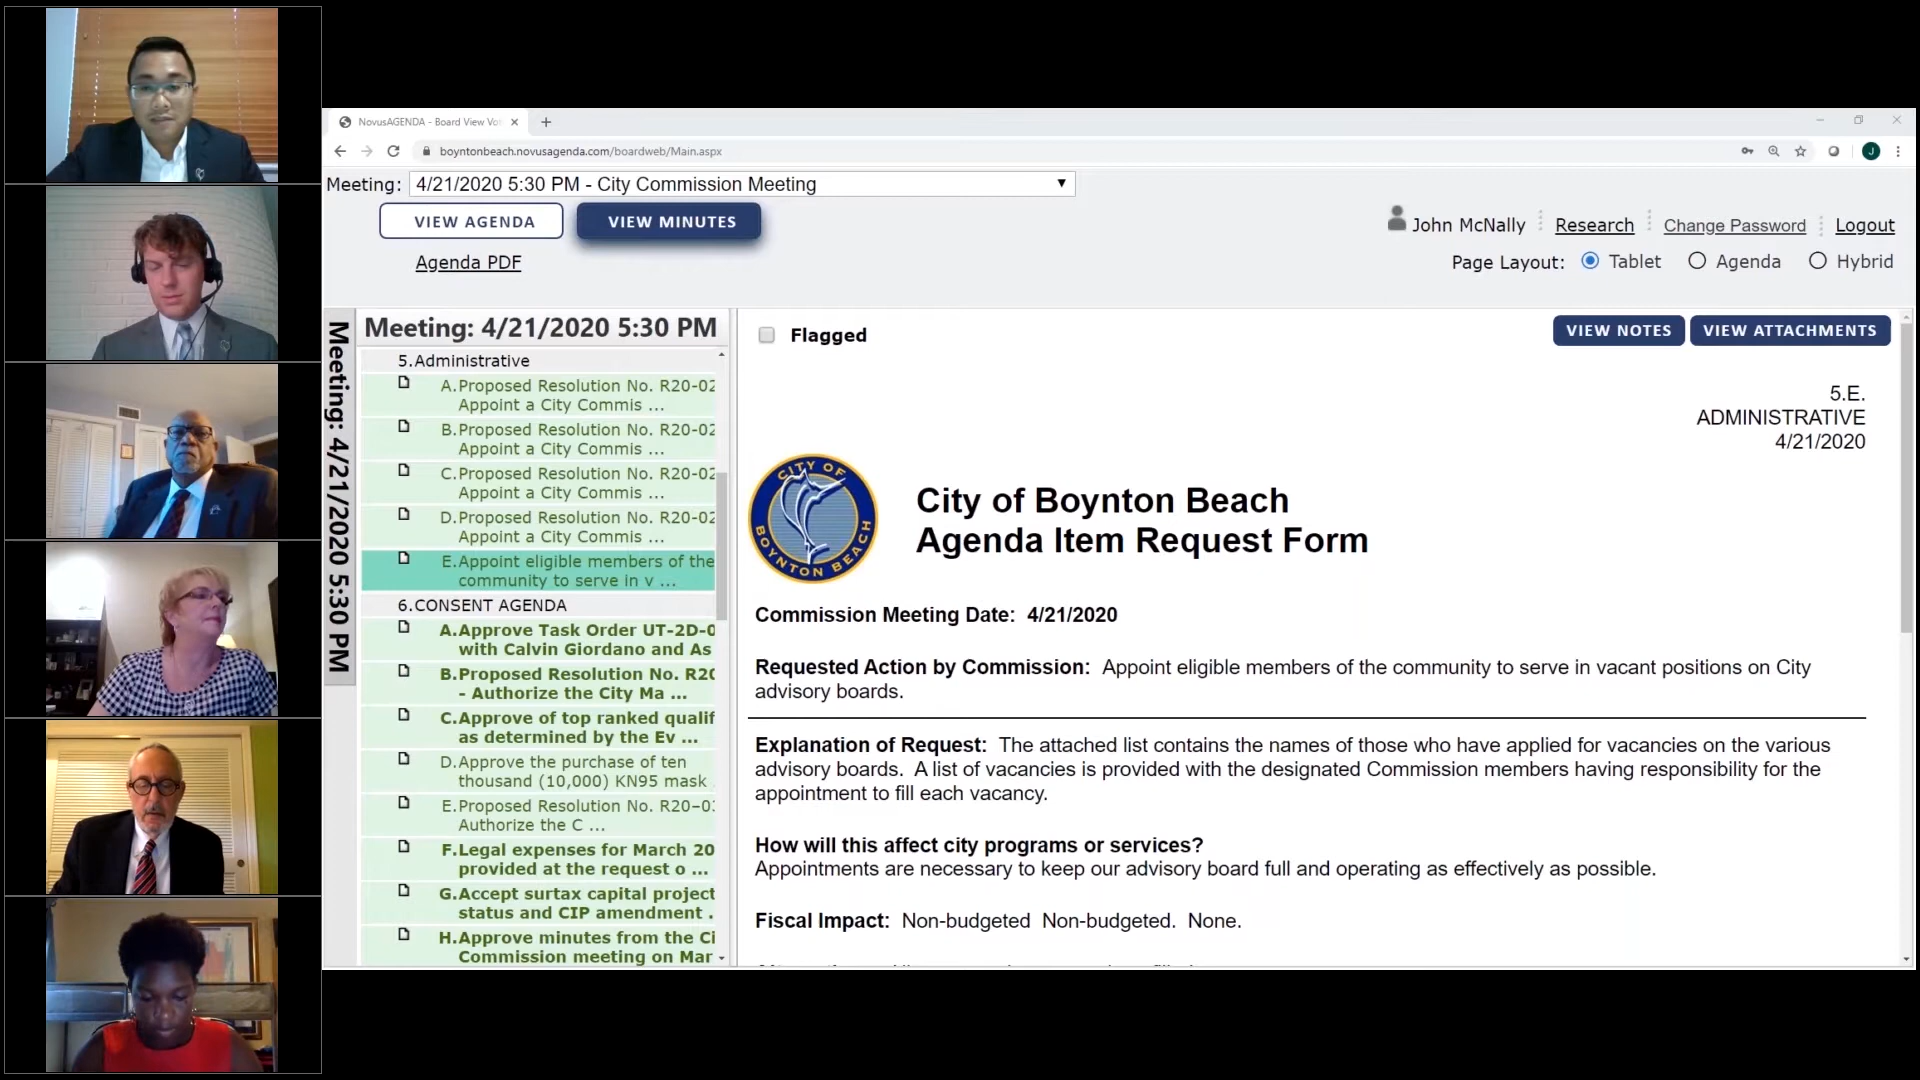 NovusAGENDA - Board View Vo
boyntonbeach.novusagenda.com/boardweb/Main.aspx
J
Meeting: 4/21/2020 5:30 PM - City Commission Meeting
VIEW AGENDA
VIEW MINUTES
Agenda PDF
John McNally
Research
Change Password
Logout
Page Layout: Tablet Agenda Hybrid
Meeting: 4/21/2020 5:30 PM
Meeting: 4/21/2020 5:30 PM
5.Administrative
A.Proposed Resolution No. R20-02
Appoint a City Commis ...
B.Proposed Resolution No. R20-02
Appoint a City Commis ...
C.Proposed Resolution No. R20-02
Appoint a City Commis ...
D.Proposed Resolution No. R20-02
Appoint a City Commis ...
E.Appoint eligible members of the
community to serve in v ...
6.CONSENT AGENDA
A.Approve Task Order UT-2D-0
with Calvin Giordano and As
B.Proposed Resolution No. R20
- Authorize the City Ma ...
C.Approve of top ranked qualif
as determined by the Ev ...
D.Approve the purchase of ten
thousand (10,000) KN95 mask .
E.Proposed Resolution No. R20-03
Authorize the C ...
F.Legal expenses for March 20
provided at the request o ...
G.Accept surtax capital project
status and CIP amendment .
H.Approve minutes from the Ci
Commission meeting on Mar
Flagged
VIEW NOTES
VIEW ATTACHMENTS
5.E.
ADMINISTRATIVE
4/21/2020
CITY OF
BOYNTON BEACH
City of Boynton Beach
Agenda Item Request Form
Commission Meeting Date: 4/21/2020
Requested Action by Commission: Appoint eligible members of the community to serve in vacant positions on City
advisory boards.
Explanation of Request: The attached list contains the names of those who have applied for vacancies on the various
advisory boards. A list of vacancies is provided with the designated Commission members having responsibility for the
appointment to fill each vacancy.
How will this affect city programs or services?
Appointments are necessary to keep our advisory board full and operating as effectively as possible.
Fiscal Impact: Non-budgeted Non-budgeted. None.